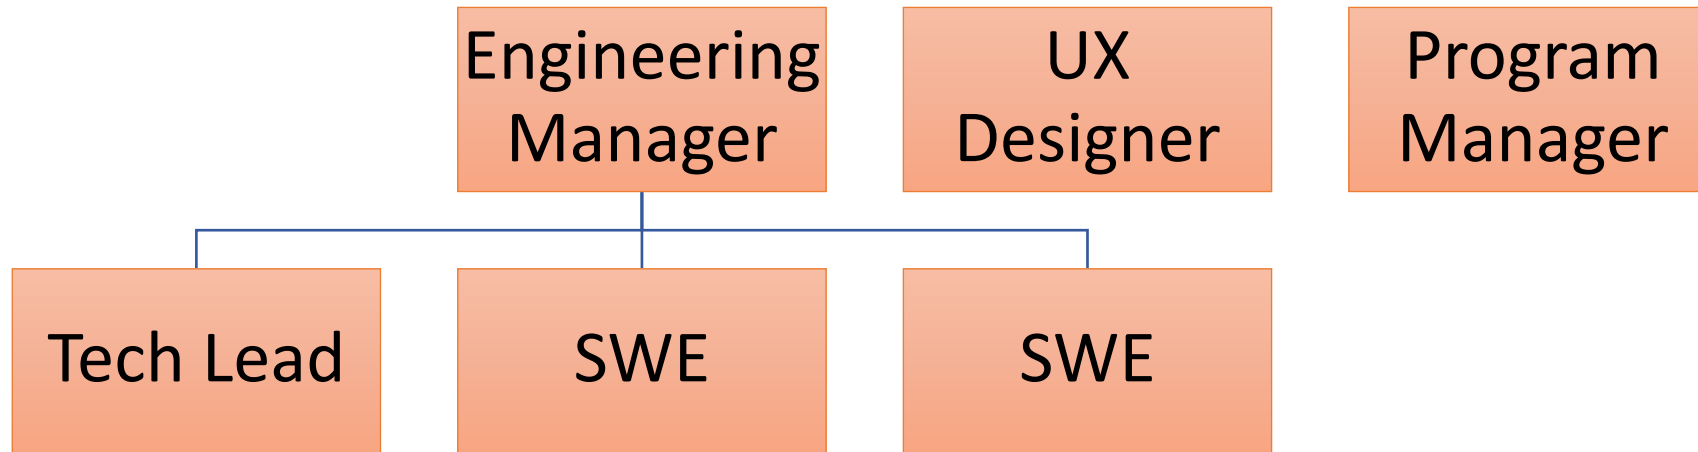 Engineering
Manager
UX
Designer
Program
Manager
Tech Lead
SWE
SWE